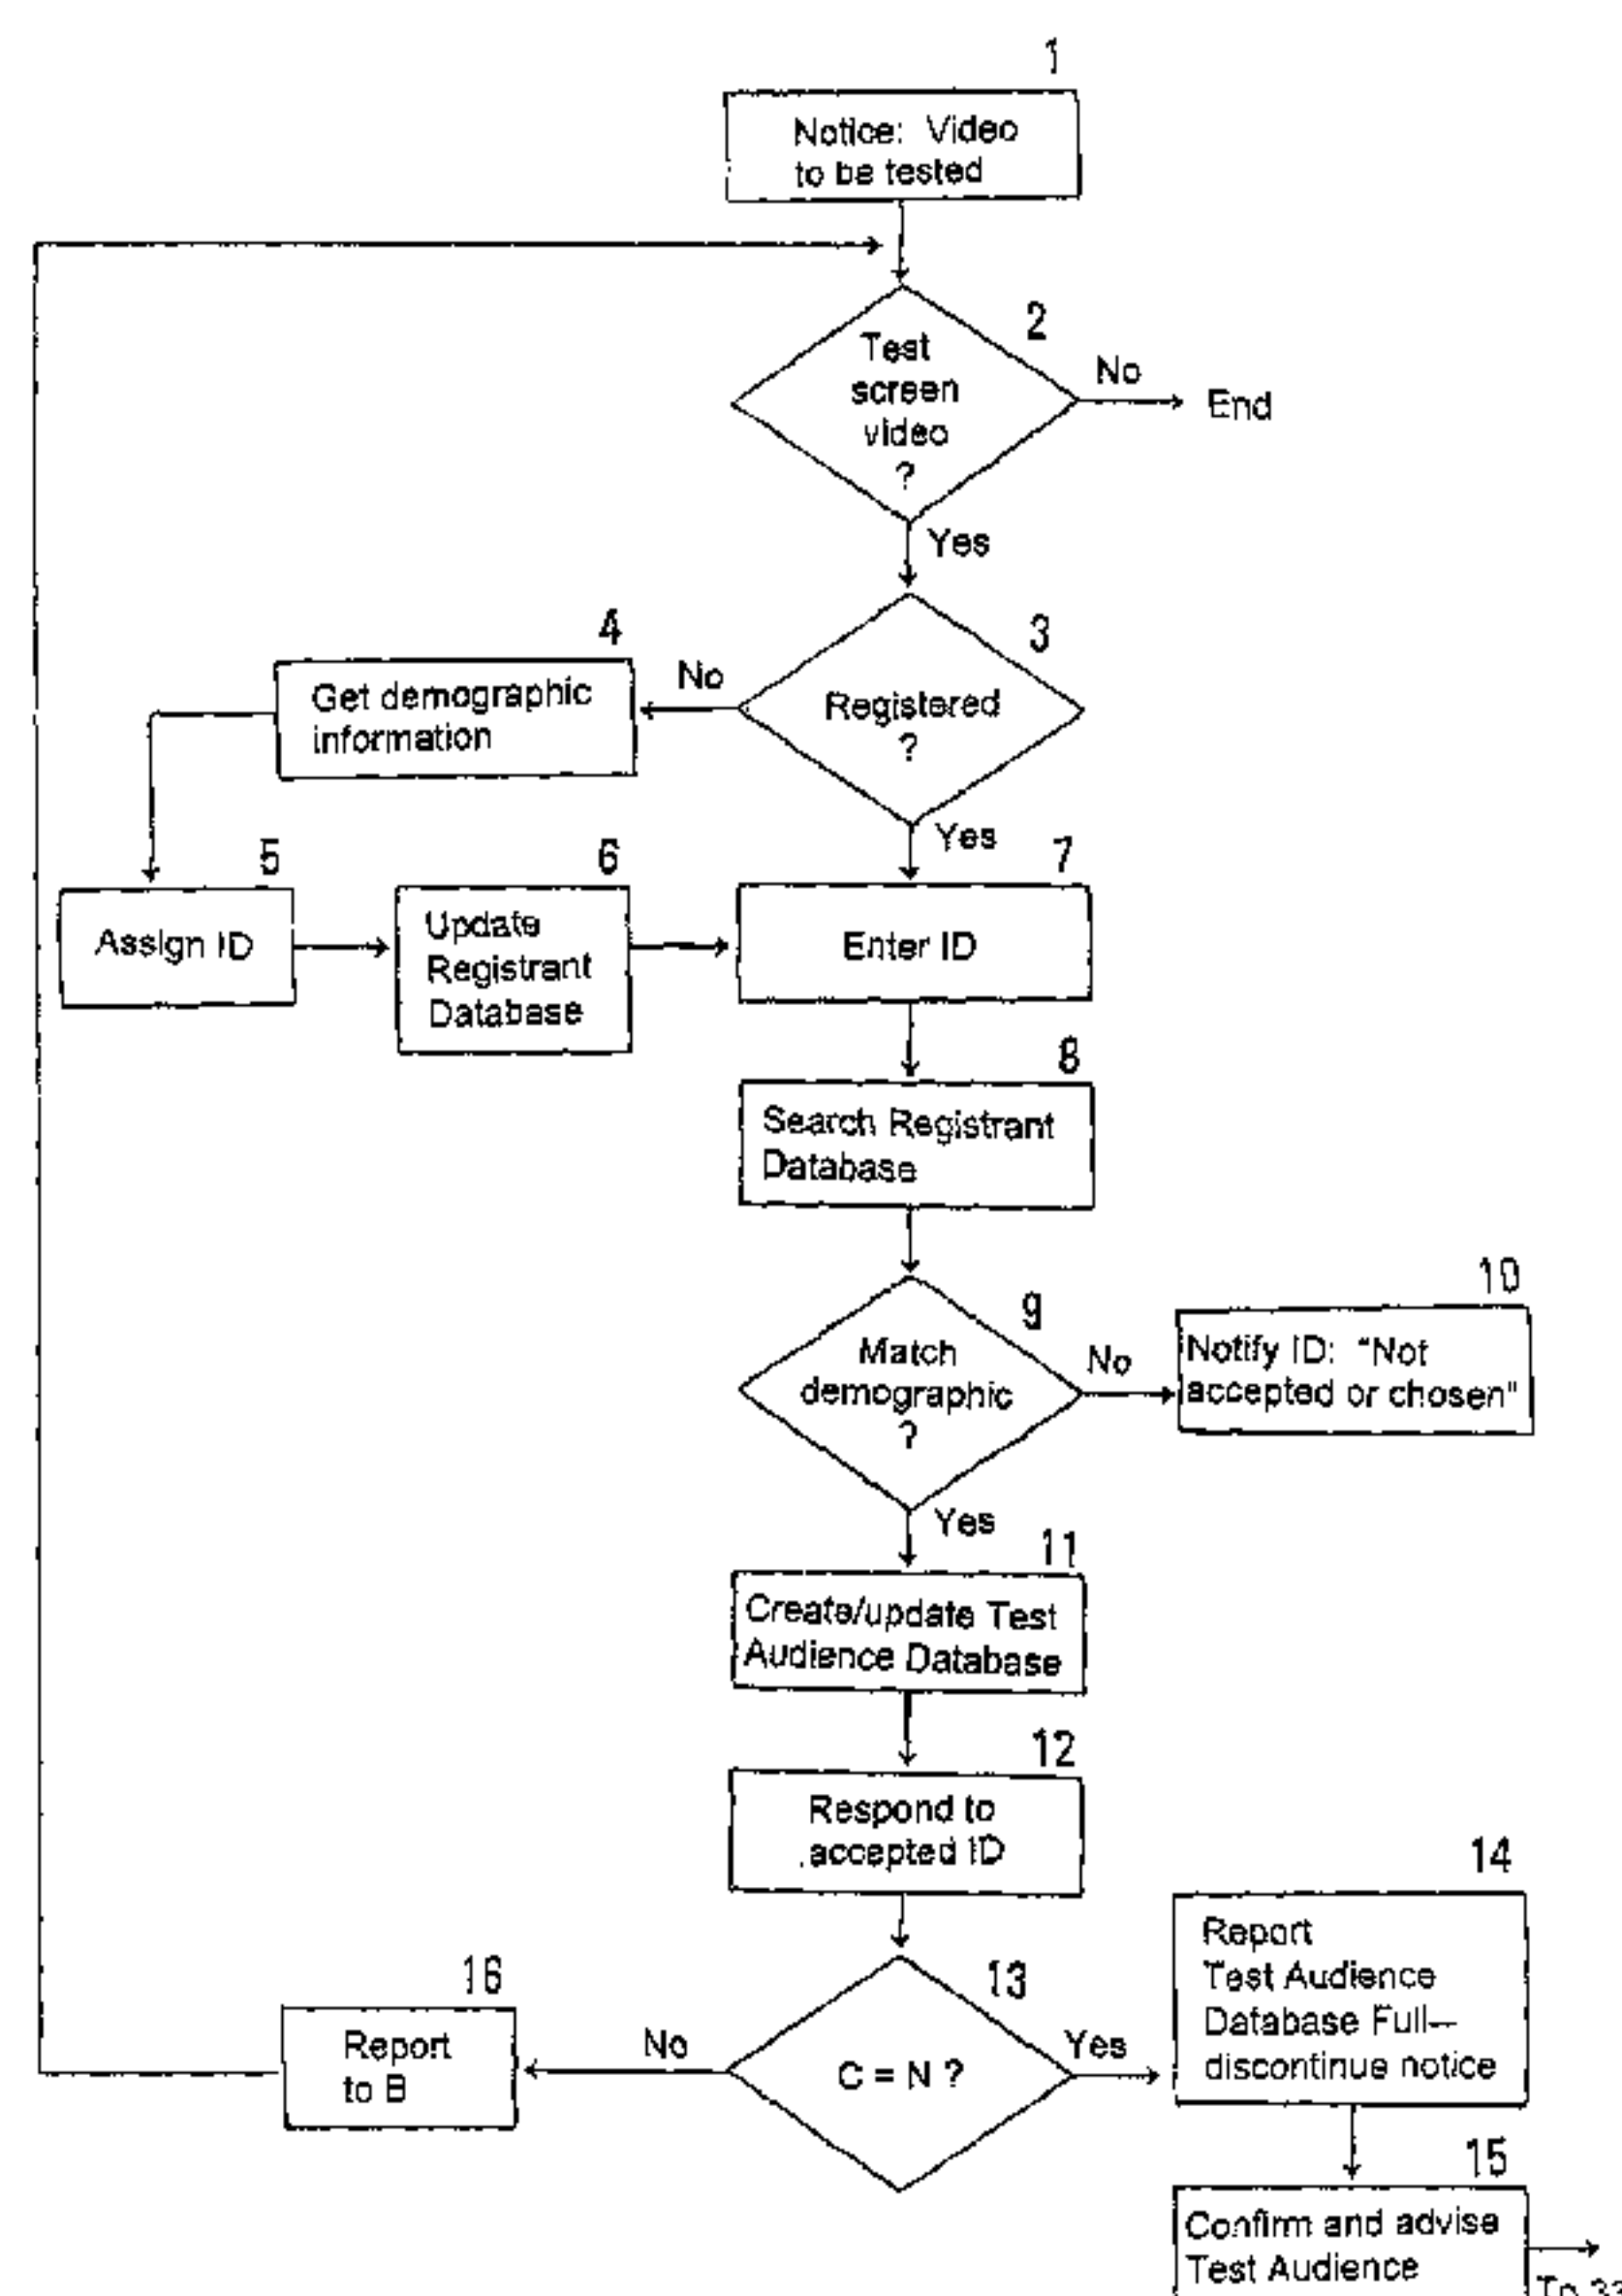 1
Notice: Video
to be tested
2
Test
screen
video
?
No
End
Yes
3
Registered
?
No
4
Get demographic
information
Yes
5
Assign ID
6
Update
Registrant
Database
7
Enter ID
8
Search Registrant
Database
9
Match
demographic
?
No
10
Notify ID: "Not
accepted or chosen"
Yes
11
Create/update Test
Audience Database
12
Respond to
accepted ID
13
C = N ?
No
Yes
14
Report
Test Audience
Database Full—
discontinue notice
16
Report
to B
15
Confirm and advise
Test Audience
To